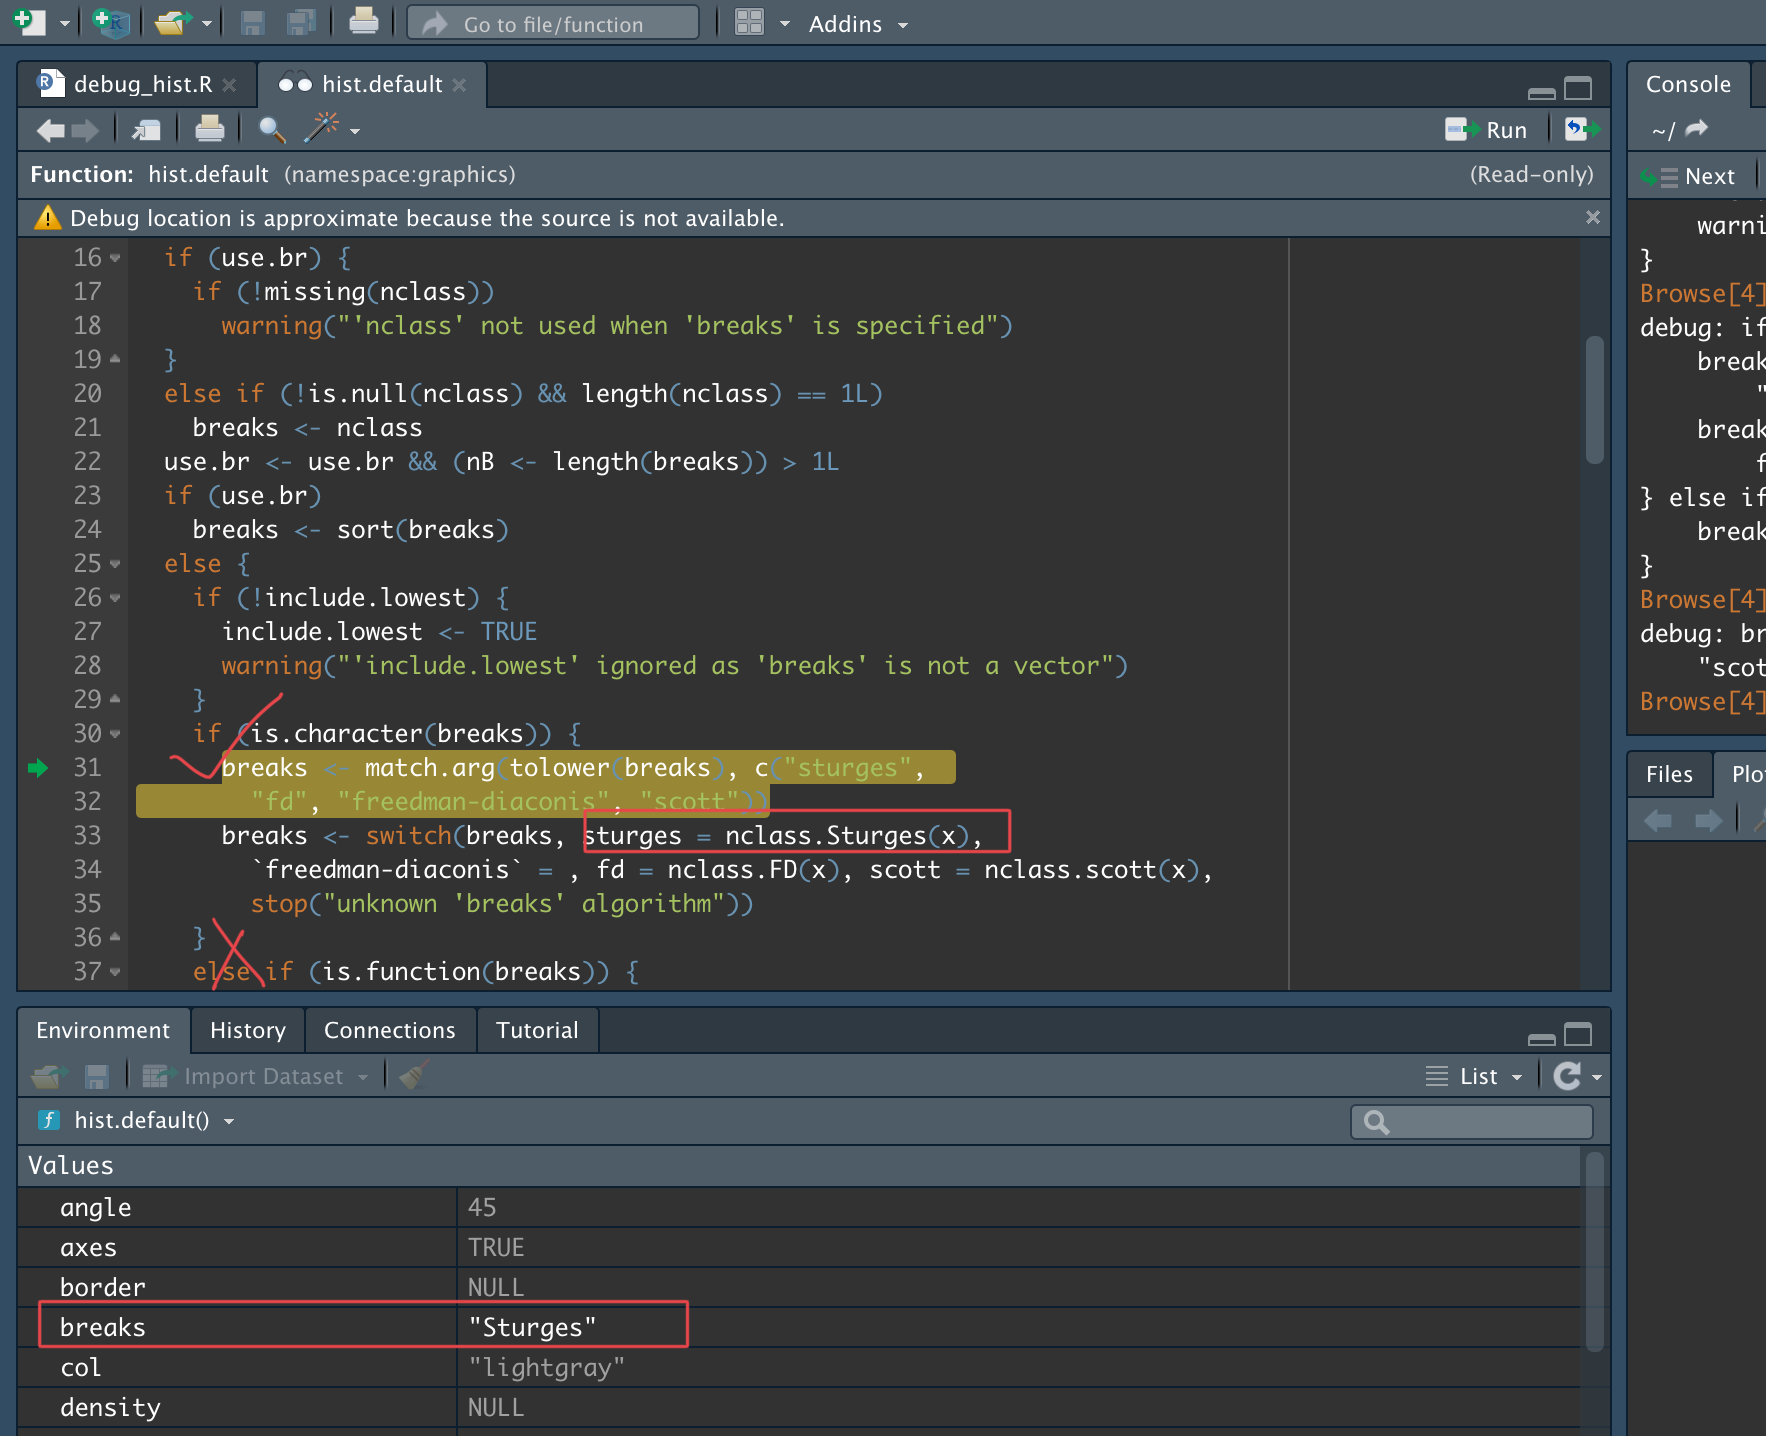 Go to file/function
Addins
debug_hist.R
hist.default
Run
Function: hist.default (namespace:graphics)
(Read-only)
Debug location is approximate because the source is not available.
16 if (use.br) {
17 if (!missing(nclass))
18 warning("'nclass' not used when 'breaks' is specified")
19 }
20 else if (!is.null(nclass) && length(nclass) == 1L)
21 breaks <- nclass
22 use.br <- use.br && (nB <- length(breaks)) > 1L
23 if (use.br)
24 breaks <- sort(breaks)
25 else {
26 if (!include.lowest) {
27 include.lowest <- TRUE
28 warning("'include.lowest' ignored as 'breaks' is not a vector")
29 }
30 if (is.character(breaks)) {
31 breaks <- match.arg(tolower(breaks), c("sturges",
32 "fd", "freedman-diaconis", "scott"))
33 breaks <- switch(breaks, sturges = nclass.Sturges(x),
34 `freedman-diaconis` = , fd = nclass.FD(x), scott = nclass.scott(x),
35 stop("unknown 'breaks' algorithm"))
36 }
37 else if (is.function(breaks)) {
Environment
History
Connections
Tutorial
Import Dataset
List
hist.default()
Values
angle 45
axes TRUE
border NULL
breaks "Sturges"
col "lightgray"
density NULL
Console
~/
Next
warni
}
Browse[4]
debug: if
break
"
break
f
} else if
break
}
Browse[4]
debug: br
"scot
Browse[4]
Files
Plo